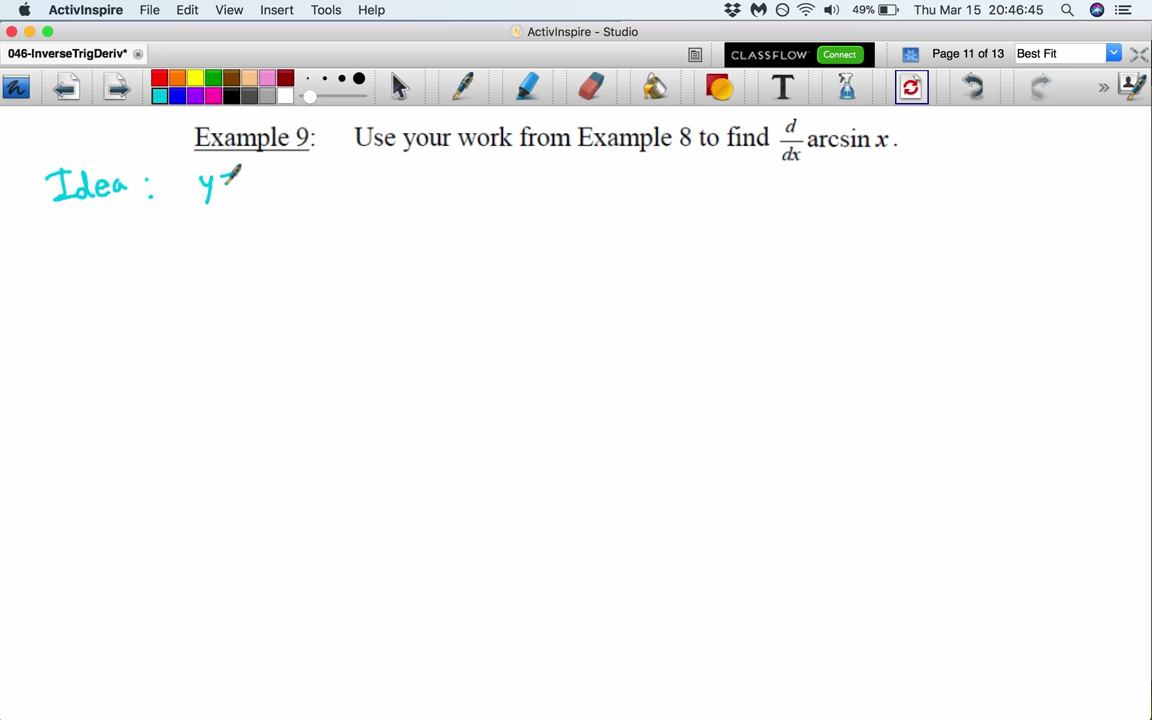 ActivInspire File Edit View Insert Tools Help 49% Thu Mar 15 20:46:45
ActivInspire - Studio
046-InverseTrigDeriv* CLASSFLOW Connect Page 11 of 13 Best Fit
T »
Example 9: Use your work from Example 8 to find d/dx arcsin x.
Idea: y =